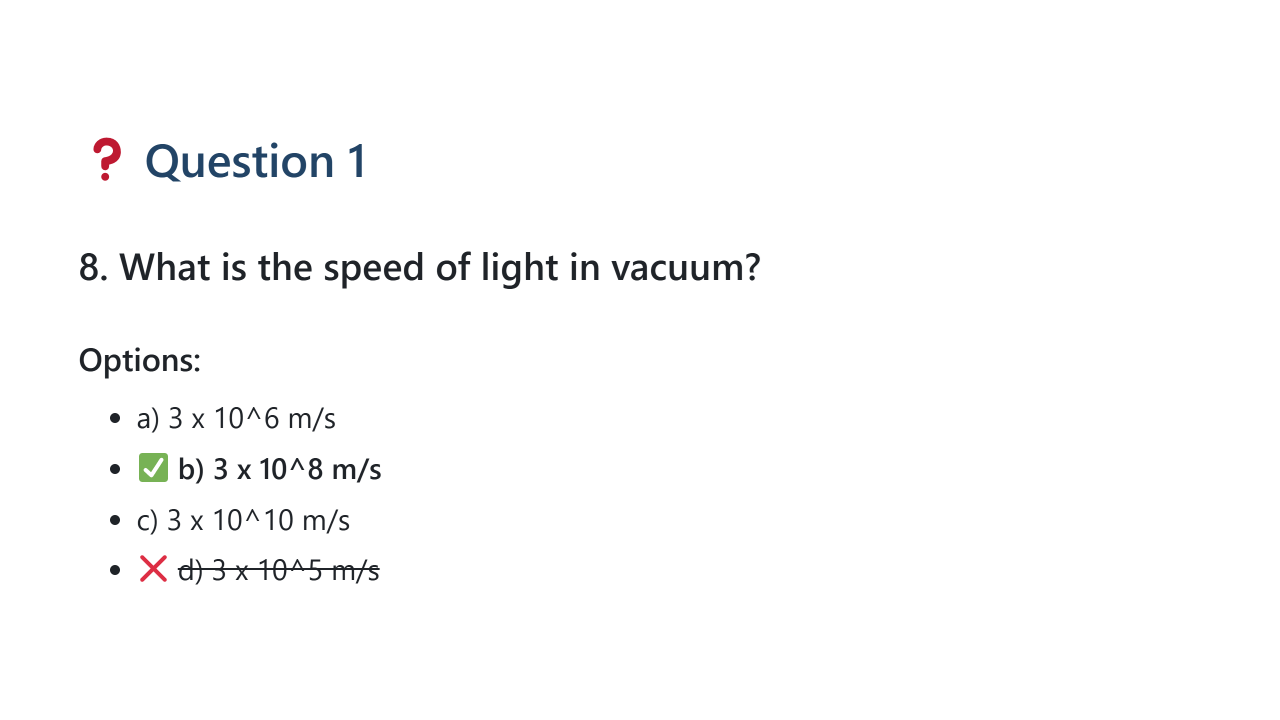 ❓ Question 1
8. What is the speed of light in vacuum?
Options:
• a) 3 x 10^6 m/s
• ✅ b) 3 x 10^8 m/s
• c) 3 x 10^10 m/s
• ❌ d) 3 x 10^5 m/s